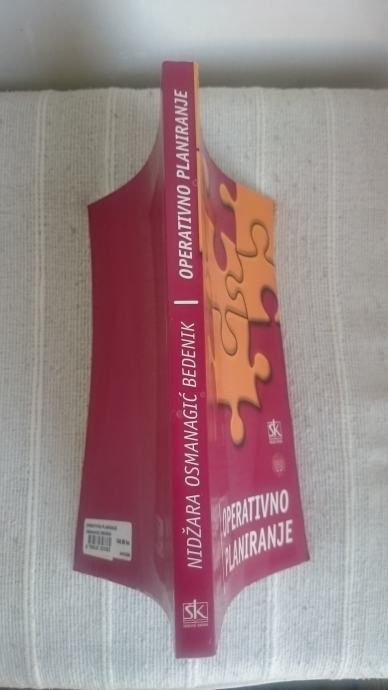 NIDŽARA OSMANAGIĆ BEDENIK | OPERATIVNO PLANIRANJE
sk
sk
OPERATIVNO
PLANIRANJE